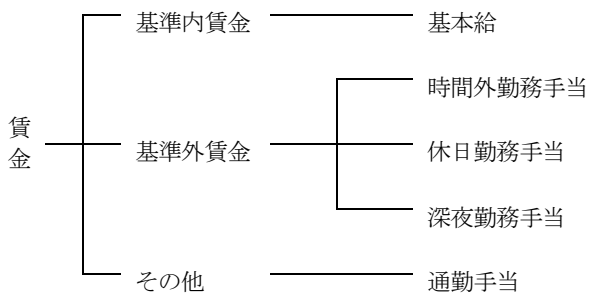 賃金
基準内賃金
基本給
時間外勤務手当
基準外賃金
休日勤務手当
深夜勤務手当
その他
通勤手当